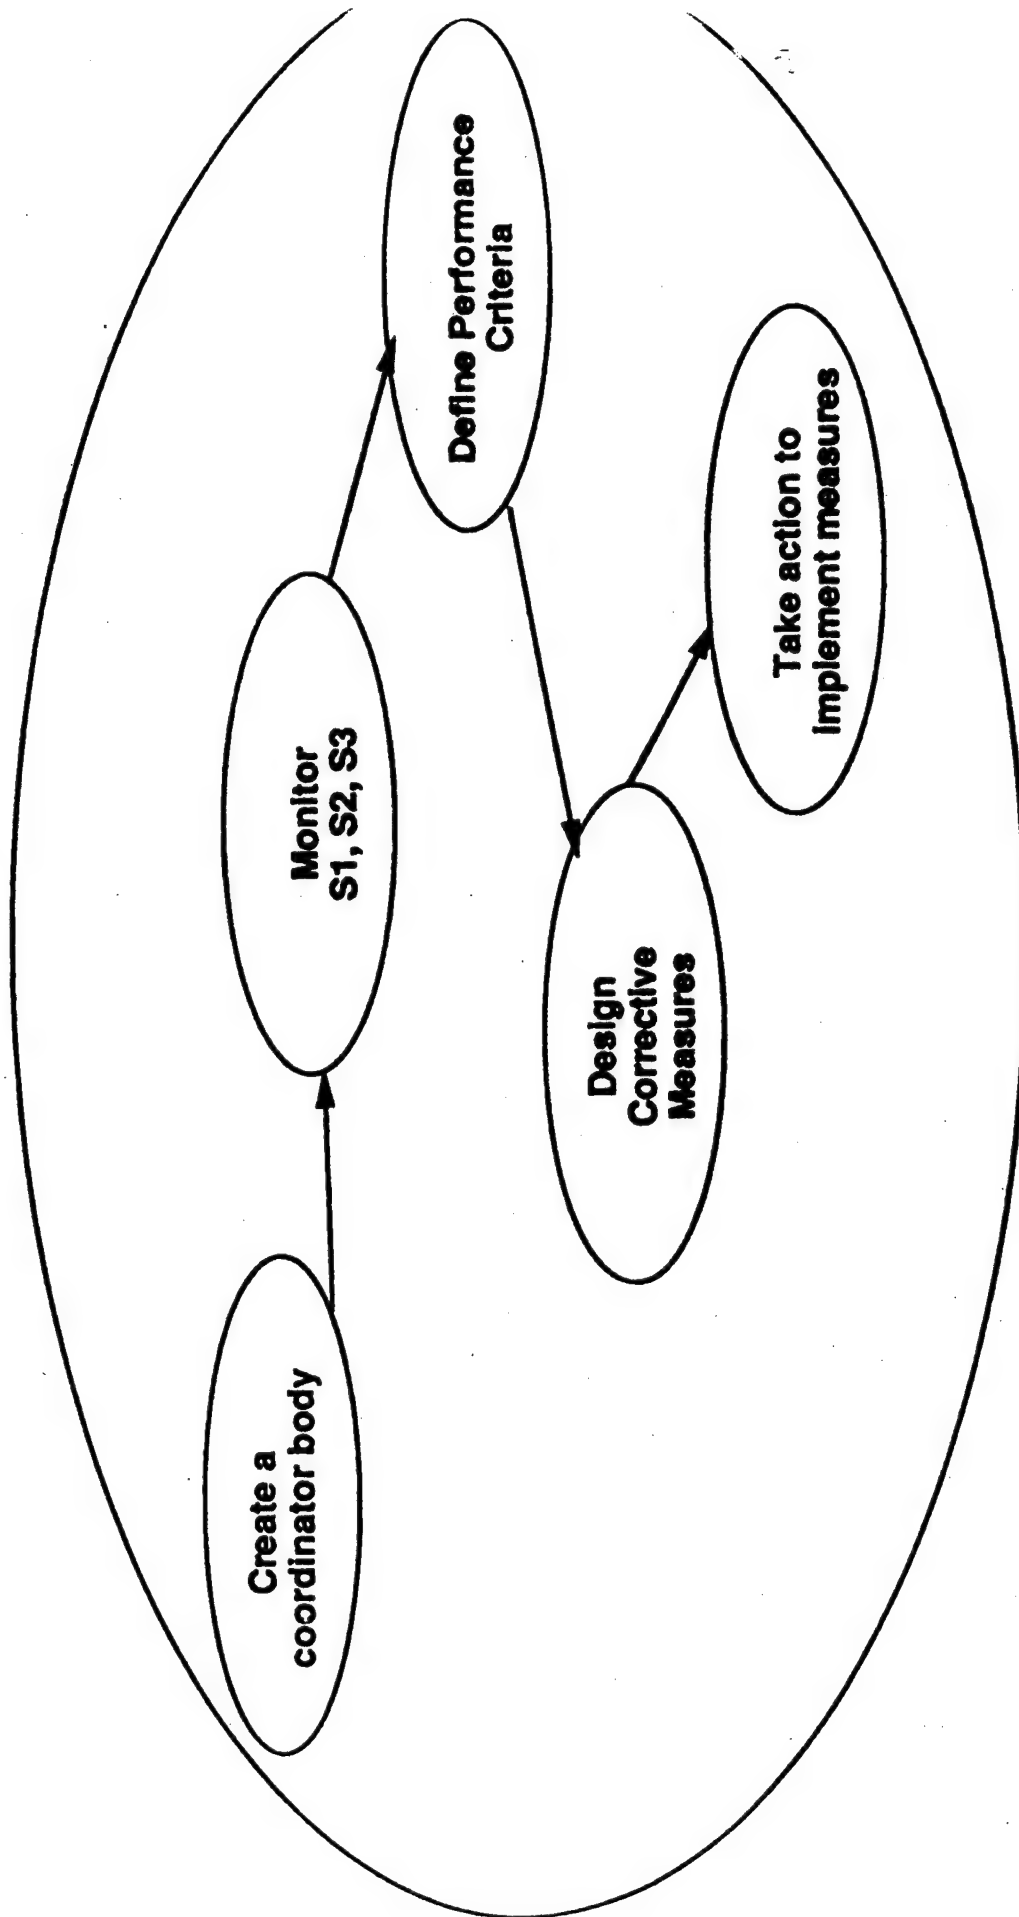 Create a
coordinator body
Monitor
S1, S2, S3
Define Performance
Criteria
Design
Corrective
Measures
Take action to
implement measures